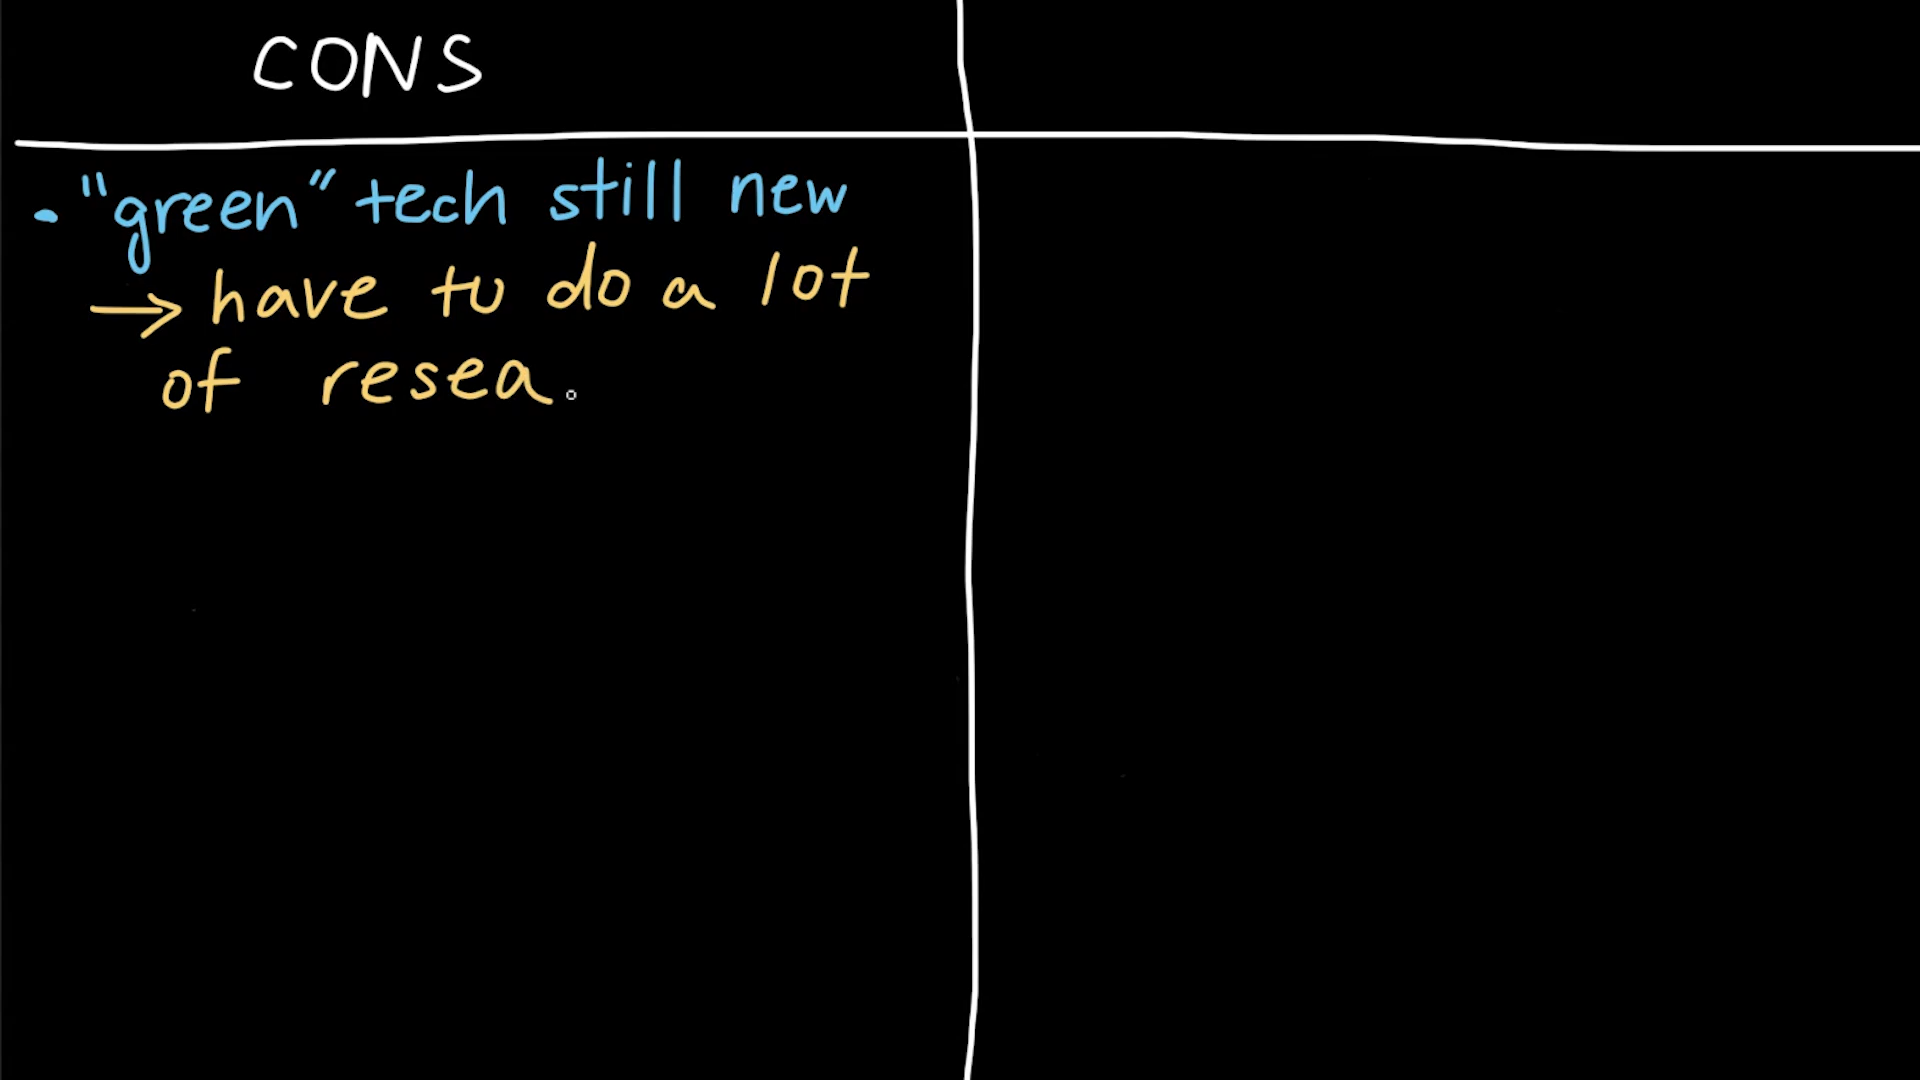 CONS
• "green" tech still new
→ have to do a lot
of resea